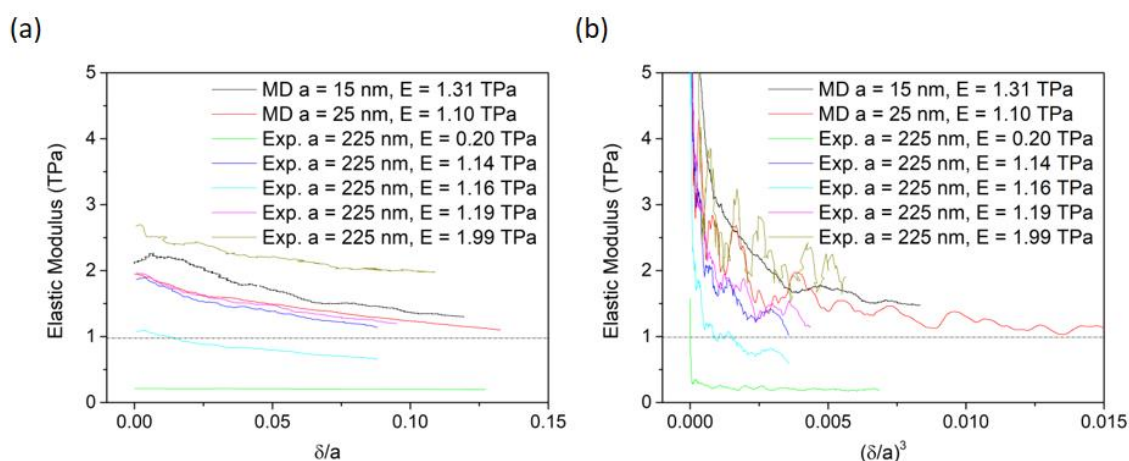 (a)
5
4
3
2
1
0
Elastic Modulus (TPa)
MD a = 15 nm, E = 1.31 TPa
MD a = 25 nm, E = 1.10 TPa
Exp. a = 225 nm, E = 0.20 TPa
Exp. a = 225 nm, E = 1.14 TPa
Exp. a = 225 nm, E = 1.16 TPa
Exp. a = 225 nm, E = 1.19 TPa
Exp. a = 225 nm, E = 1.99 TPa
0.00 0.05 0.10 0.15
δ/a
(b)
5
4
3
2
1
0
Elastic Modulus (TPa)
MD a = 15 nm, E = 1.31 TPa
MD a = 25 nm, E = 1.10 TPa
Exp. a = 225 nm, E = 0.20 TPa
Exp. a = 225 nm, E = 1.14 TPa
Exp. a = 225 nm, E = 1.16 TPa
Exp. a = 225 nm, E = 1.19 TPa
Exp. a = 225 nm, E = 1.99 TPa
0.000 0.005 0.010 0.015
(δ/a)³